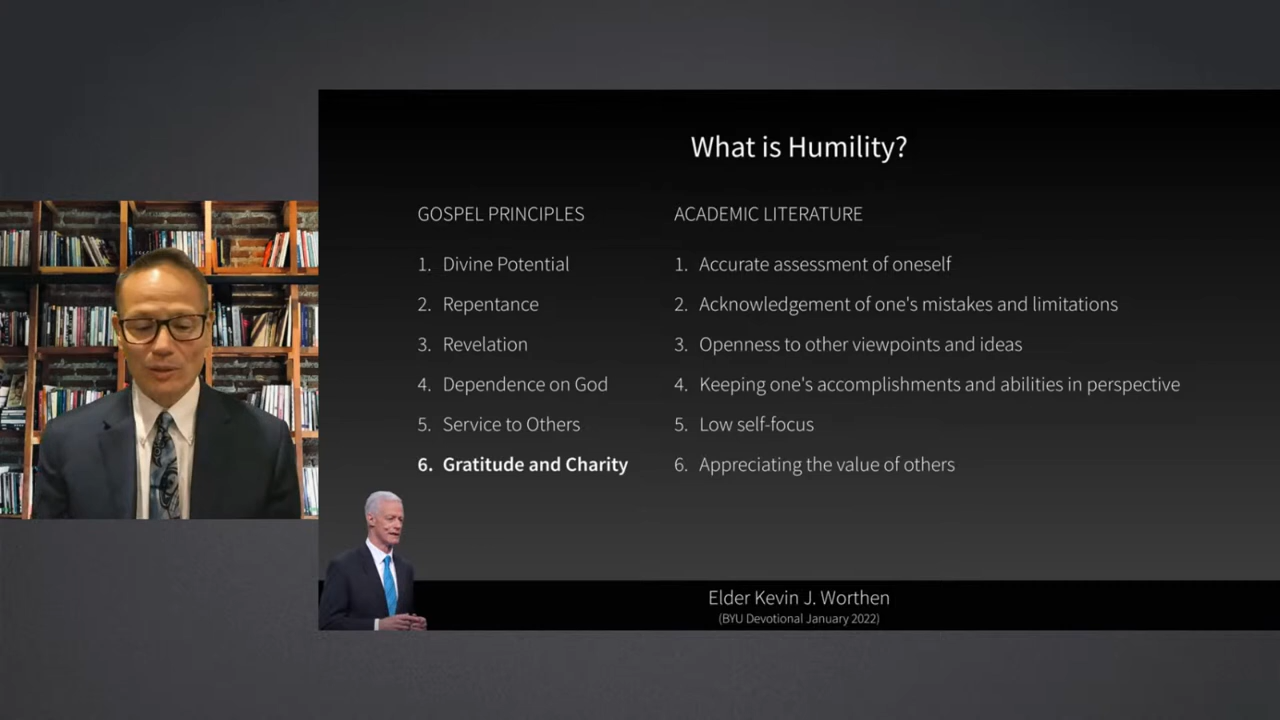 What is Humility?
GOSPEL PRINCIPLES
1. Divine Potential
2. Repentance
3. Revelation
4. Dependence on God
5. Service to Others
6. Gratitude and Charity
ACADEMIC LITERATURE
1. Accurate assessment of oneself
2. Acknowledgement of one's mistakes and limitations
3. Openness to other viewpoints and ideas
4. Keeping one's accomplishments and abilities in perspective
5. Low self-focus
6. Appreciating the value of others
Elder Kevin J. Worthen
(BYU Devotional January 2022)